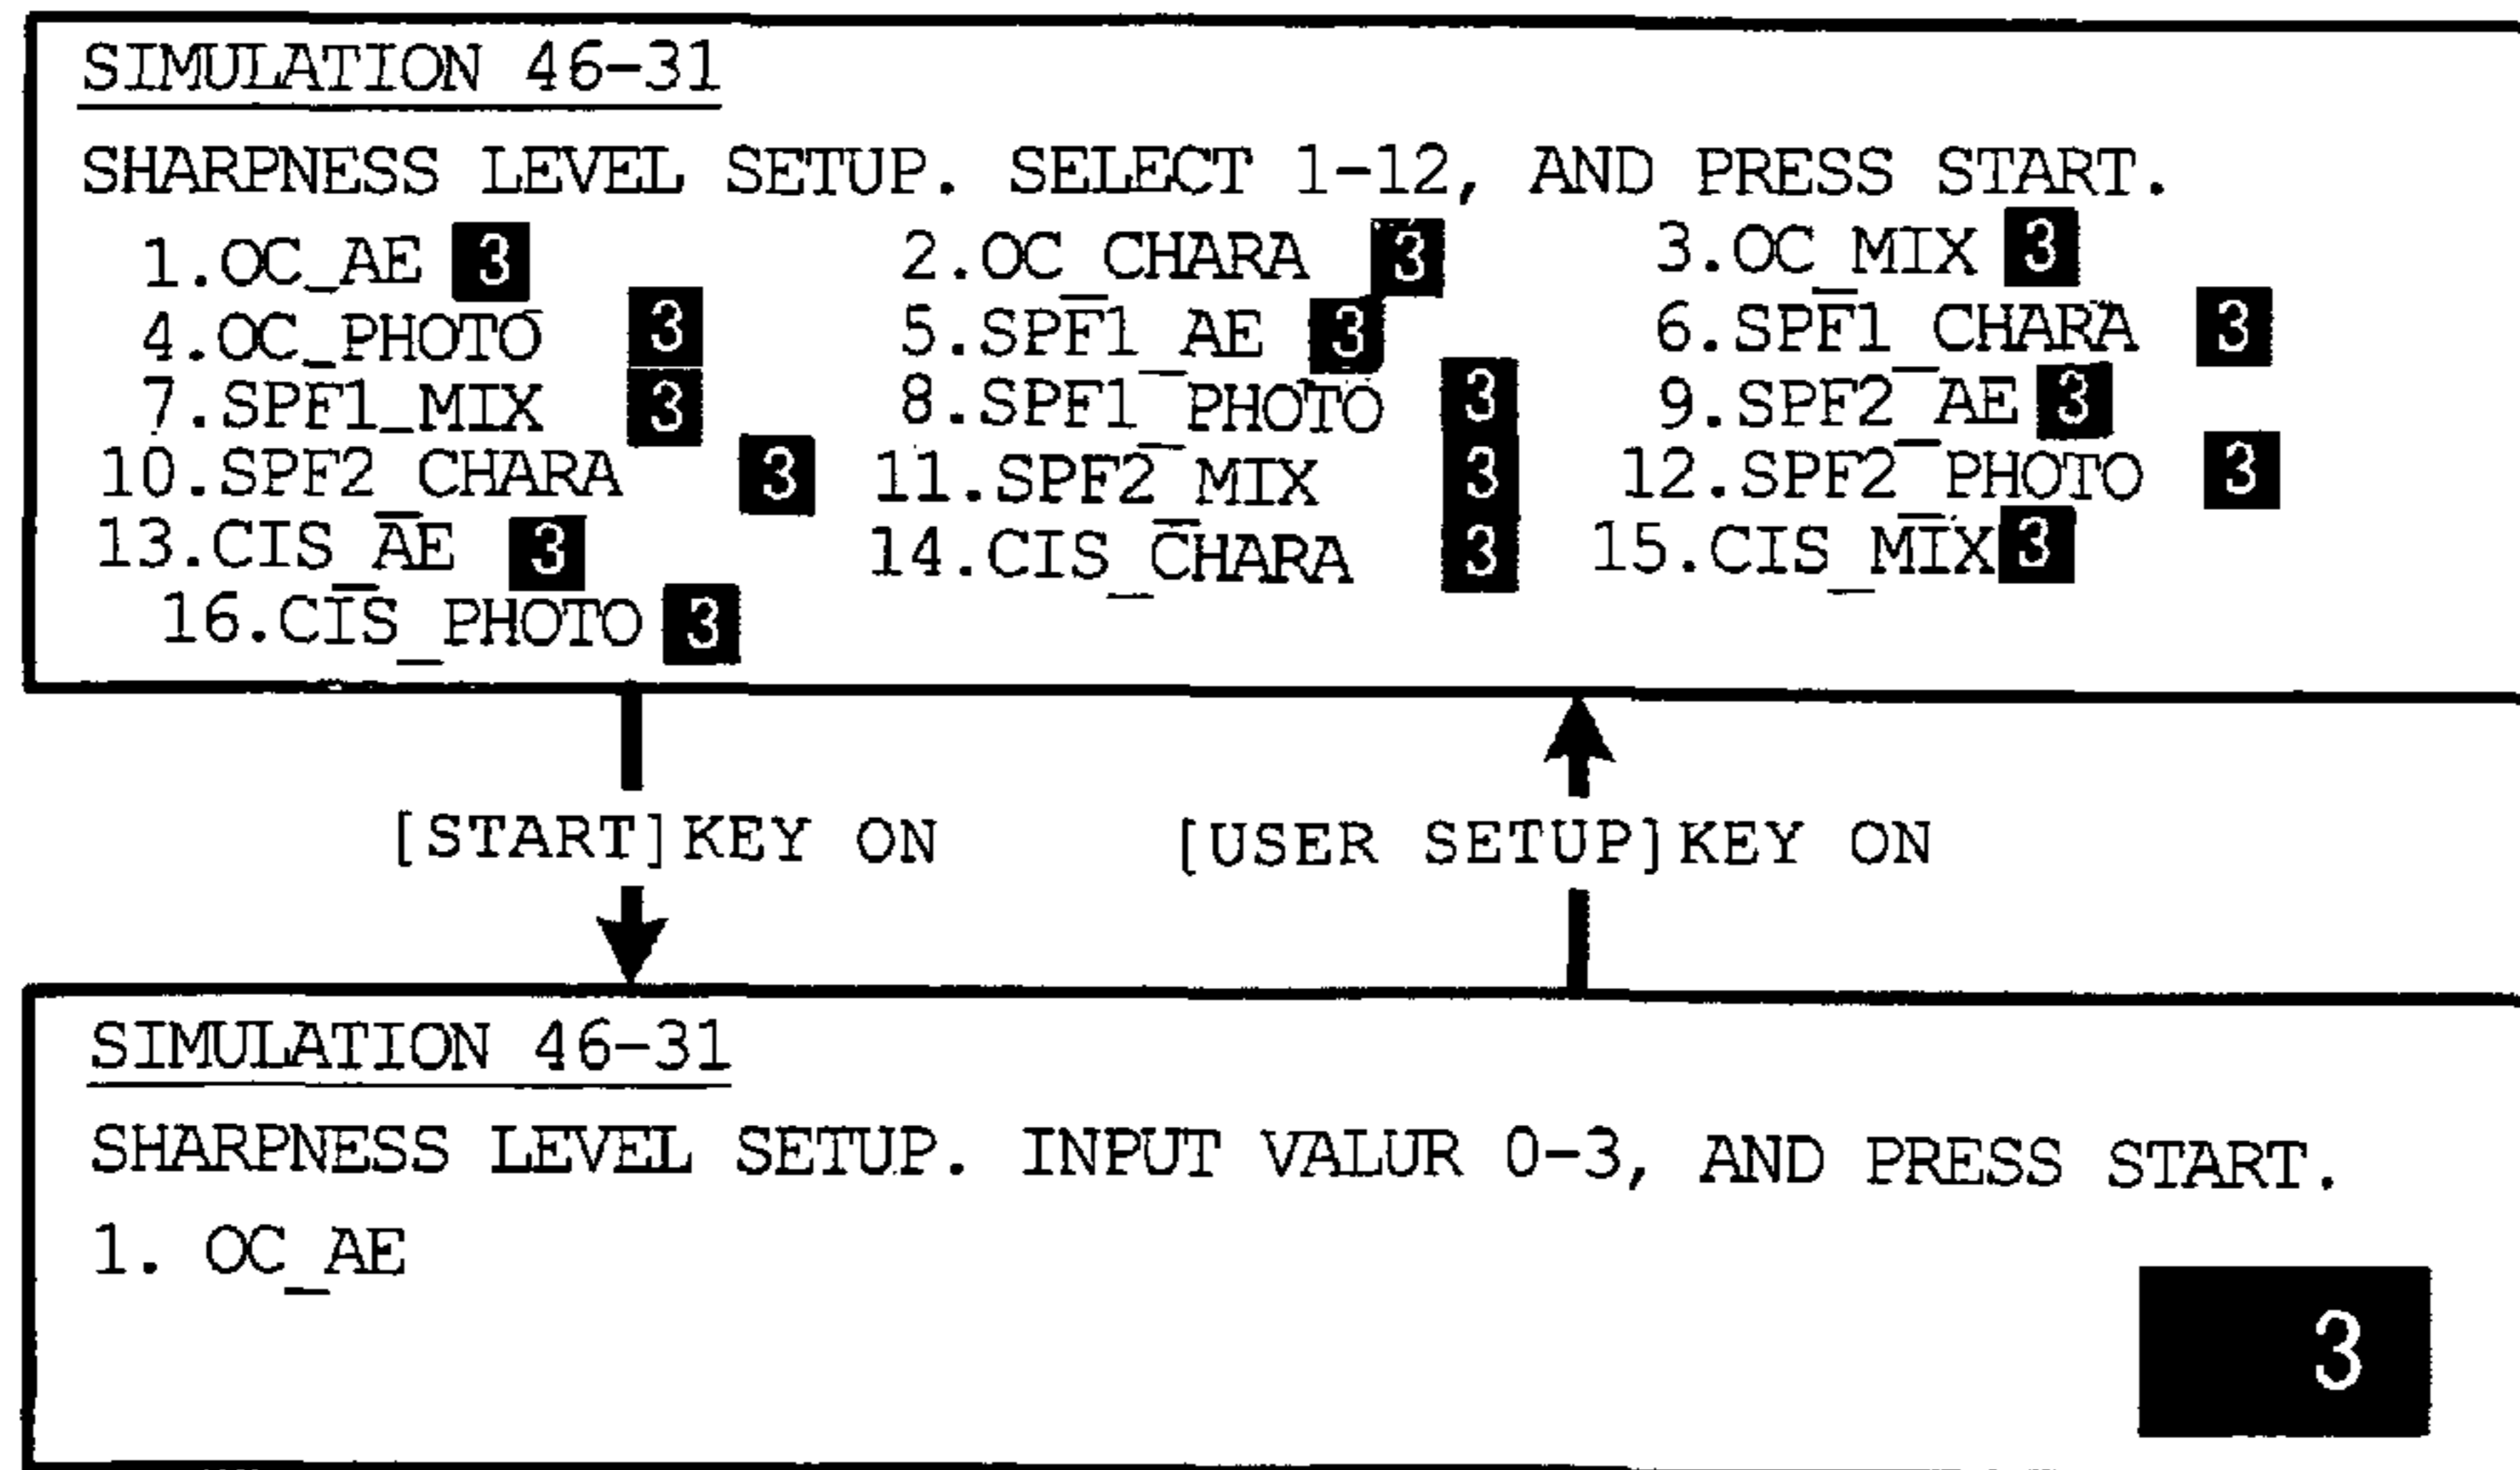 SIMULATION 46-31
SHARPNESS LEVEL SETUP. SELECT 1-12, AND PRESS START.
1.OC_AE 3 2.OC_CHARA 3 3.OC_MIX 3
4.OC_PHOTO 3 5.SPF1_AE 3 6.SPF1_CHARA 3
7.SPF1_MIX 3 8.SPF1_PHOTO 3 9.SPF2_AE 3
10.SPF2_CHARA 3 11.SPF2_MIX 3 12.SPF2_PHOTO 3
13.CIS_AE 3 14.CIS_CHARA 3 15.CIS_MIX 3
16.CIS_PHOTO 3
[START]KEY ON [USER SETUP]KEY ON
SIMULATION 46-31
SHARPNESS LEVEL SETUP. INPUT VALUR 0-3, AND PRESS START.
1. OC_AE
3